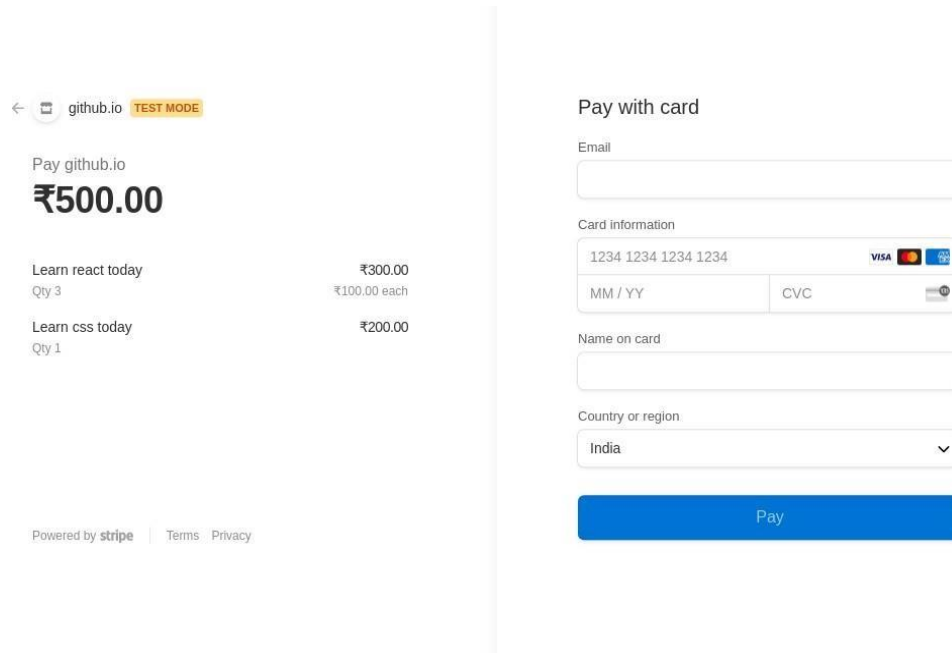 github.io TEST MODE
Pay github.io
₹500.00
Learn react today ₹300.00
Qty 3 ₹100.00 each
Learn css today ₹200.00
Qty 1
Powered by stripe Terms Privacy
Pay with card
Email
Card information
1234 1234 1234 1234 VISA
MM / YY CVC
Name on card
Country or region
India
Pay